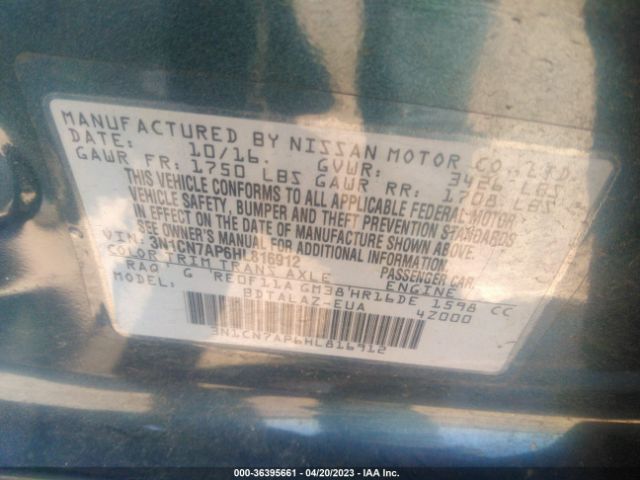 MANUFACTURED BY NISSAN MOTOR CO., LTD.
DATE: 10/16. GVWR: 3426 LBS
GAWR FR: 1750 LBS GAWR RR: 1708 LBS
THIS VEHICLE CONFORMS TO ALL APPLICABLE FEDERAL MOTOR
VEHICLE SAFETY, BUMPER AND THEFT PREVENTION STANDARDS
IN EFFECT ON THE DATE OF MANUFACTURE SHOWN ABOVE.
SEE OWNER'S MANUAL FOR ADDITIONAL INFORMATION.
VIN: 3N1CN7AP6HL816912 PASSENGER CAR.
COLOR TRIM TRANS AXLE ENGINE
RAQ G RE0F11A GM38 HR16DE 1598 CC
MODEL: BDTALAZ-EUA 4Z000
3N1CN7AP6HL816912
000-36395661 - 04/20/2023 - IAA Inc.